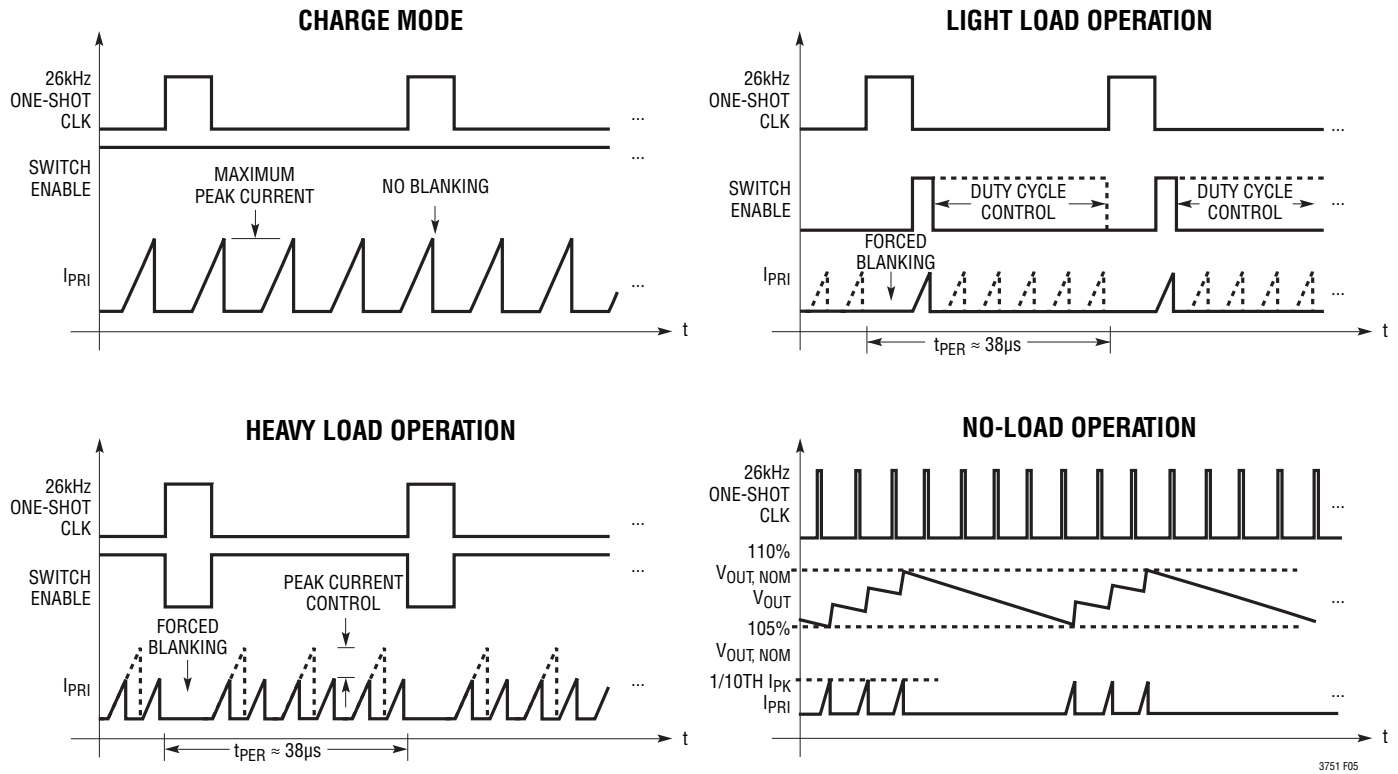 CHARGE MODE
26kHz
ONE-SHOT
CLK
...
SWITCH
ENABLE
...
MAXIMUM
PEAK CURRENT
NO BLANKING
IPRI
...
t
LIGHT LOAD OPERATION
26kHz
ONE-SHOT
CLK
...
SWITCH
ENABLE
DUTY CYCLE
CONTROL
DUTY CYCLE
CONTROL
...
FORCED
BLANKING
IPRI
...
t
tPER ≈ 38µs
HEAVY LOAD OPERATION
26kHz
ONE-SHOT
CLK
...
SWITCH
ENABLE
...
PEAK CURRENT
CONTROL
FORCED
BLANKING
IPRI
...
t
tPER ≈ 38µs
NO-LOAD OPERATION
26kHz
ONE-SHOT
CLK
...
110%
VOUT, NOM
VOUT
...
105%
VOUT, NOM
1/10TH IPK
IPRI
...
t
3751 F05